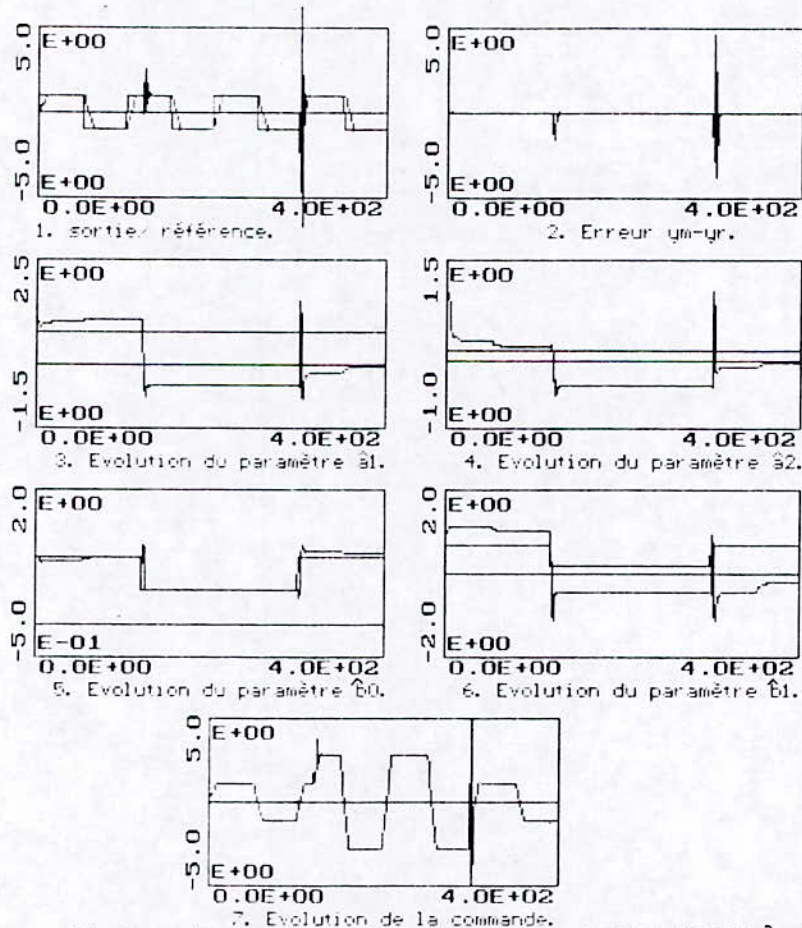 5.0 E+00 5.0 E+00
-5.0 E+00 -5.0 E+00
0.0E+00 4.0E+02 0.0E+00 4.0E+02
1. sortie/ référence. 2. Erreur ym-yr.
2.5 E+00 1.5 E+00
-1.5 E+00 -1.0 E+00
0.0E+00 4.0E+02 0.0E+00 4.0E+02
3. Evolution du paramètre â1. 4. Evolution du paramètre â2.
2.0 E+00 2.0 E+00
-5.0 E-01 -2.0 E+00
0.0E+00 4.0E+02 0.0E+00 4.0E+02
5. Evolution du paramètre b̂0. 6. Evolution du paramètre b̂1.
5.0 E+00
-5.0 E+00
0.0E+00 4.0E+02
7. Evolution de la commande.